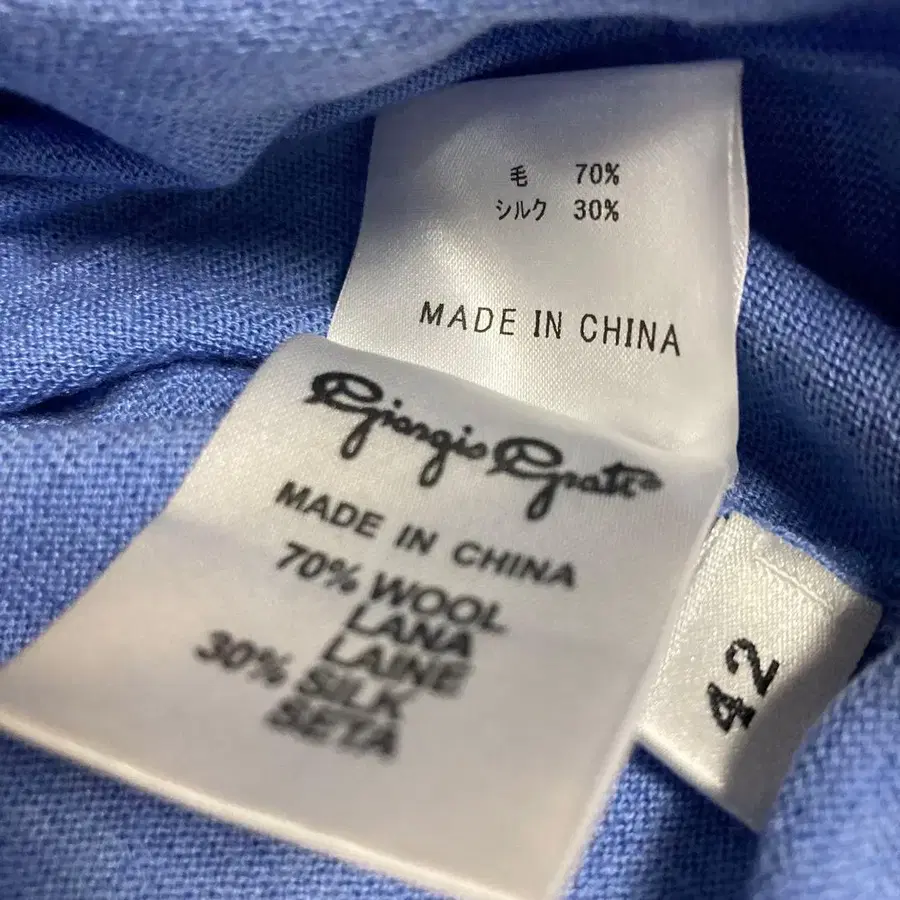 毛 70%
シルク 30%
MADE IN CHINA
Giorgio Grati
MADE IN CHINA
70% WOOL
LANA
LAINE
30% SILK
SETA
42